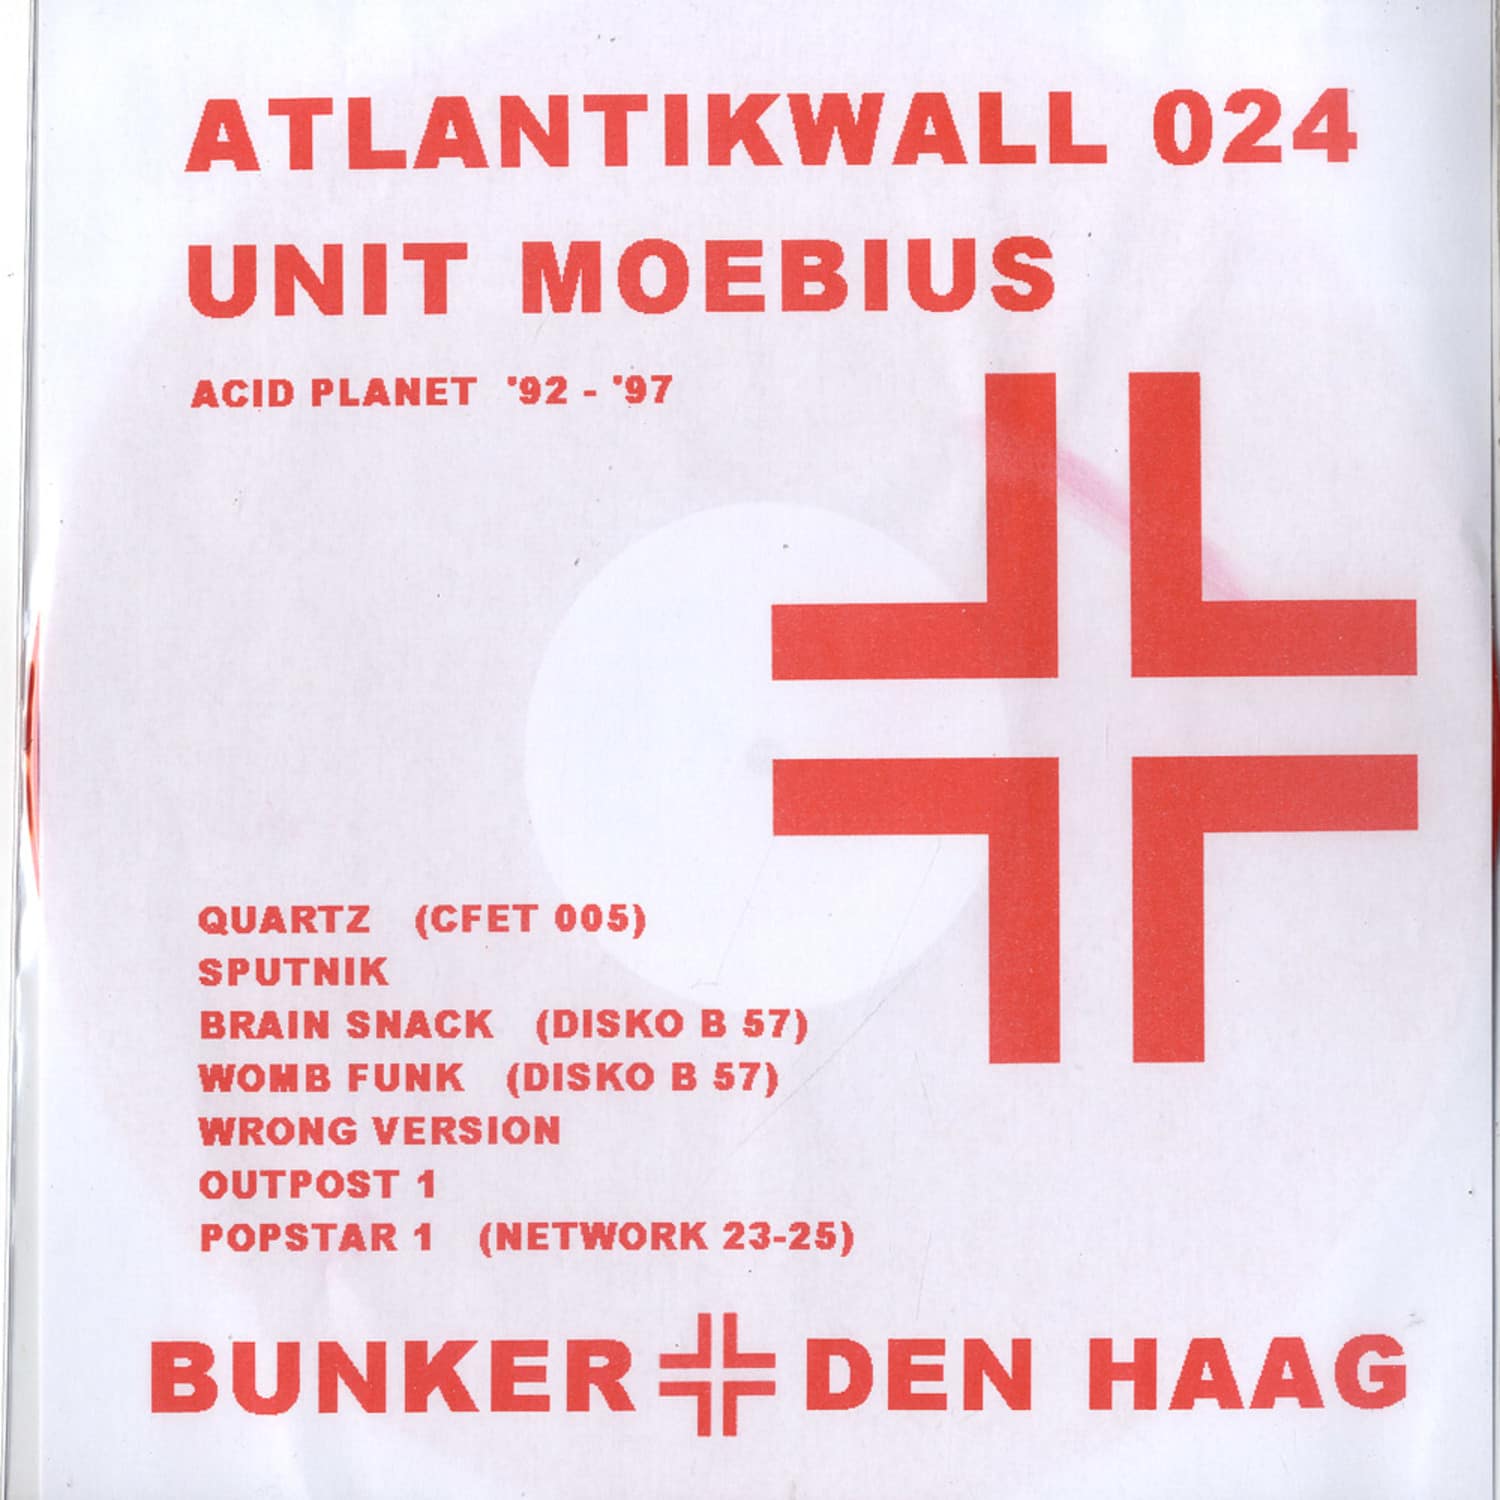 ATLANTIKWALL 024
UNIT MOEBIUS
ACID PLANET '92 - '97
QUARTZ (CFET 005)
SPUTNIK
BRAIN SNACK (DISKO B 57)
WOMB FUNK (DISKO B 57)
WRONG VERSION
OUTPOST 1
POPSTAR 1 (NETWORK 23-25)
BUNKER DEN HAAG